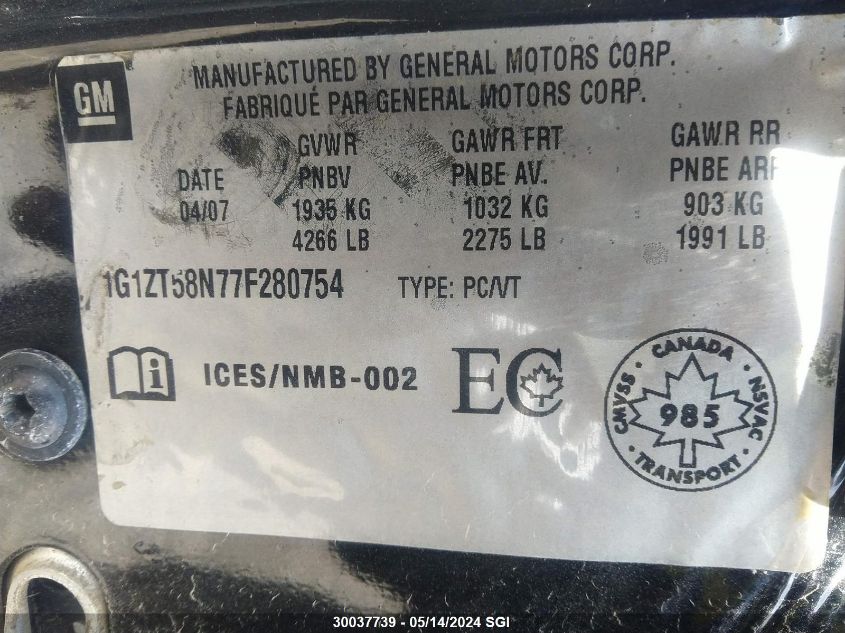 GM
MANUFACTURED BY GENERAL MOTORS CORP.
FABRIQUÉ PAR GENERAL MOTORS CORP.
GVWR GAWR FRT GAWR RR
DATE PNBV PNBE AV. PNBE ARR
04/07 1935 KG 1032 KG 903 KG
4266 LB 2275 LB 1991 LB
1G1ZT58N77F280754 TYPE: PC/VT
i ICES/NMB-002 EC
CANADA
CMVSS 985 NSVAC
TRANSPORT
30037739 - 05/14/2024 SGI